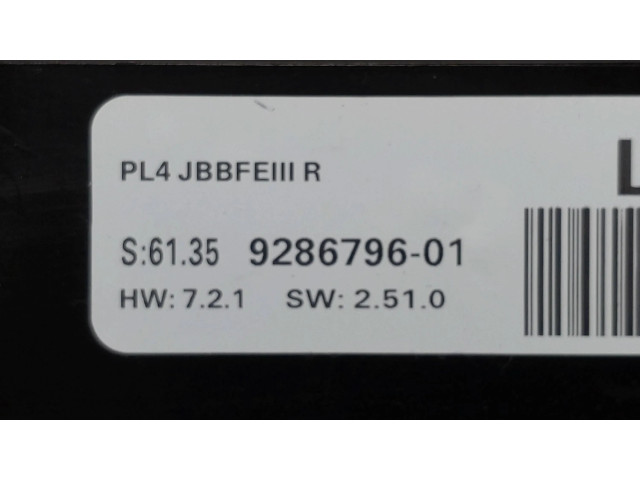 PL4 JBBFEIII R
S:61.35 9286796-01
HW: 7.2.1 SW: 2.51.0